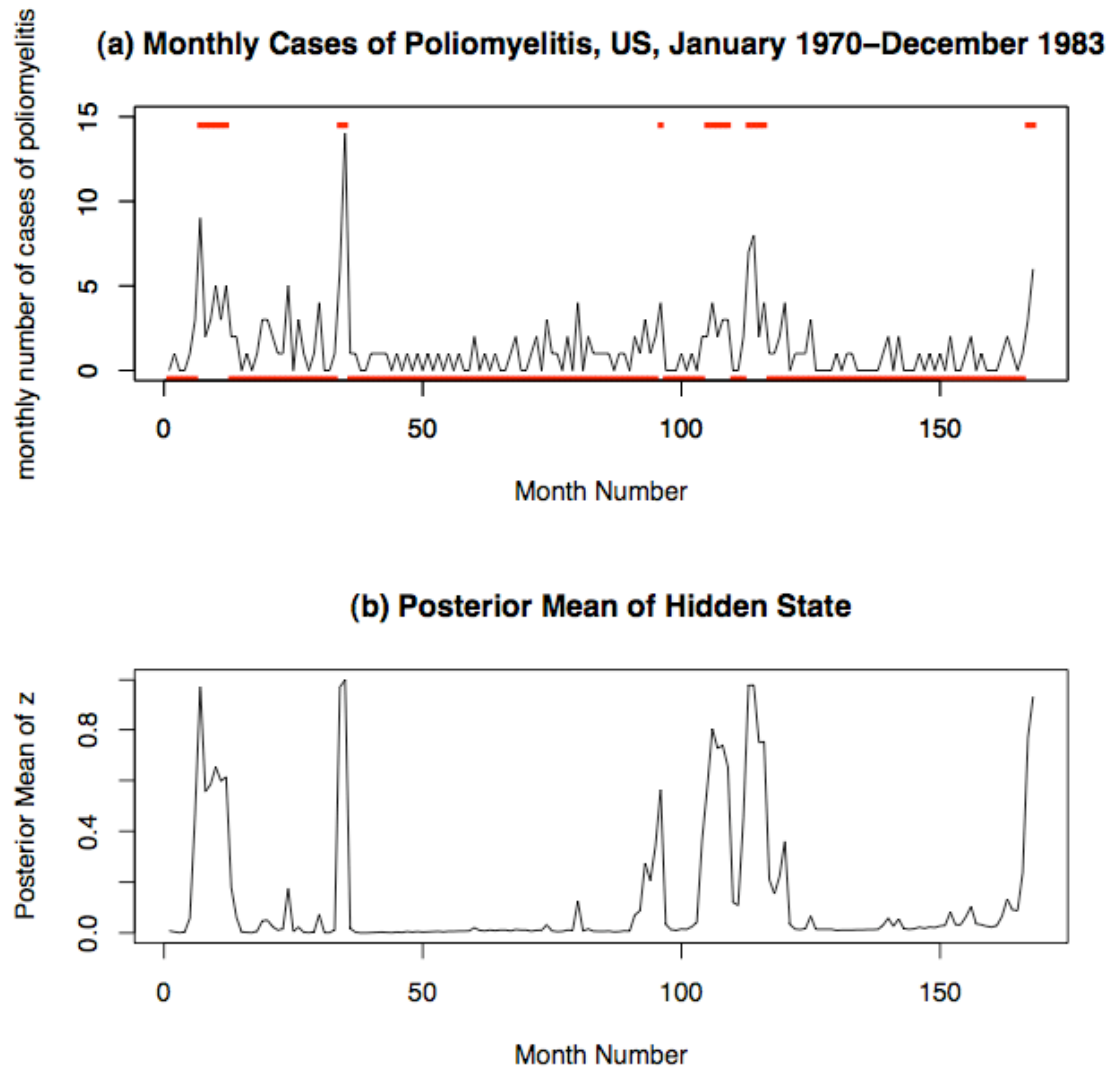 (a) Monthly Cases of Poliomyelitis, US, January 1970–December 1983
monthly number of cases of poliomyelitis
15
10
5
0
0 50 100 150
Month Number
(b) Posterior Mean of Hidden State
Posterior Mean of z
0.8
0.4
0.0
0 50 100 150
Month Number